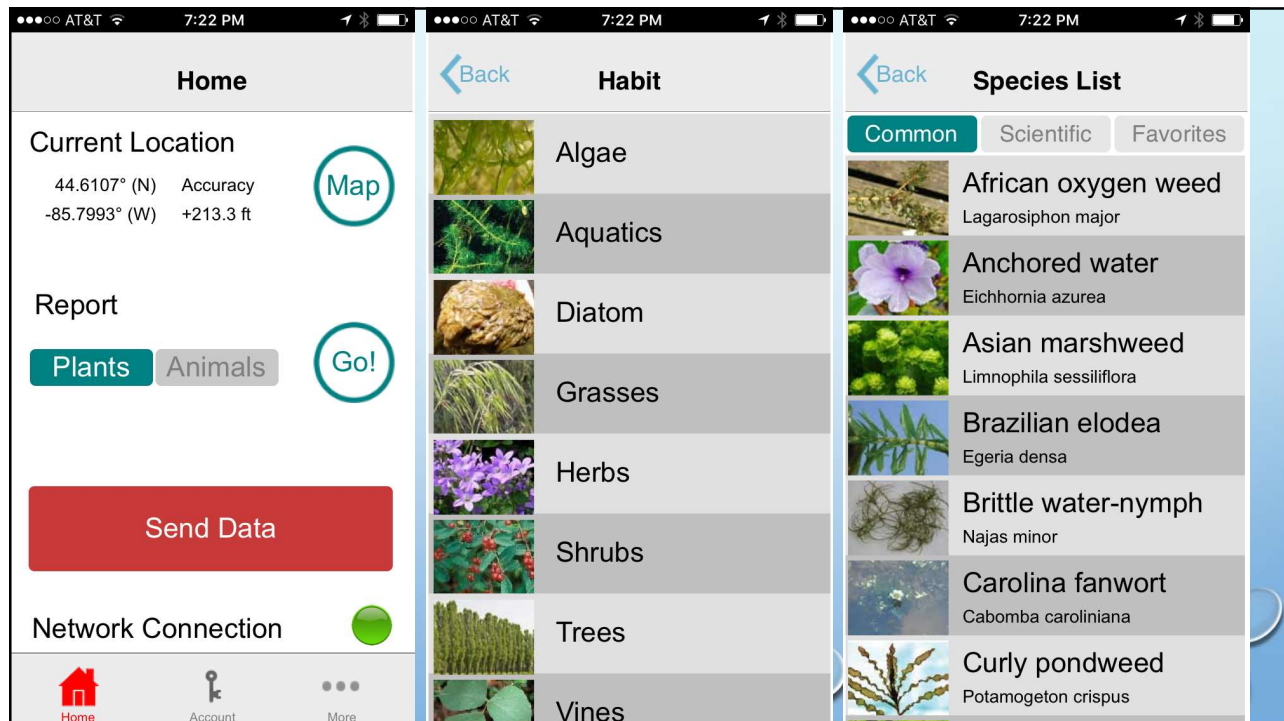 AT&T 7:22 PM
Home
Current Location
44.6107° (N) Accuracy
-85.7993° (W) +213.3 ft
Map
Report
Plants Animals
Go!
Send Data
Network Connection
Home Account More
AT&T 7:22 PM
Back Habit
Algae
Aquatics
Diatom
Grasses
Herbs
Shrubs
Trees
Vines
AT&T 7:22 PM
Back Species List
Common Scientific Favorites
African oxygen weed
Lagarosiphon major
Anchored water
Eichhornia azurea
Asian marshweed
Limnophila sessiliflora
Brazilian elodea
Egeria densa
Brittle water-nymph
Najas minor
Carolina fanwort
Cabomba caroliniana
Curly pondweed
Potamogeton crispus